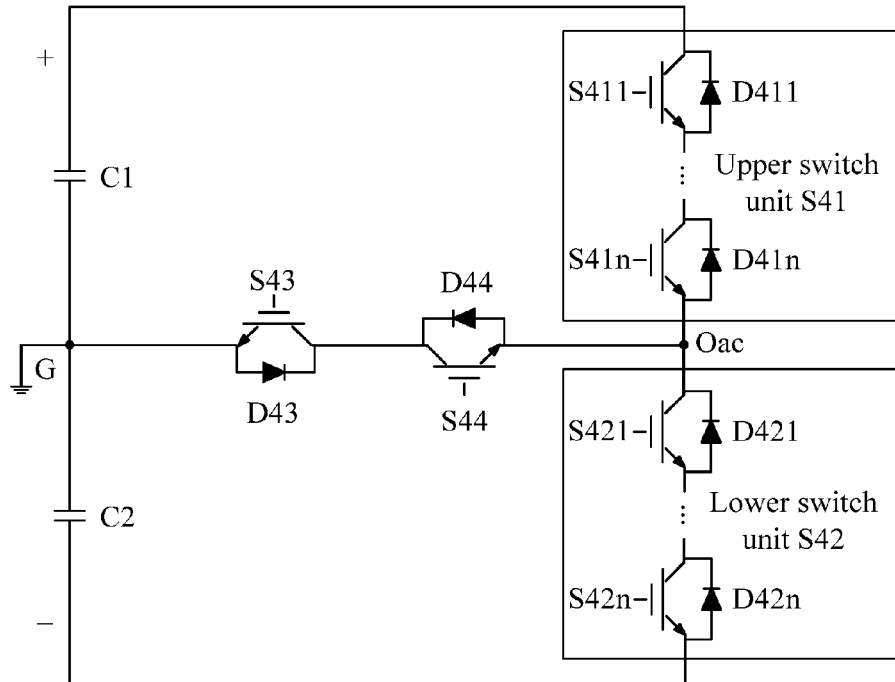 +
S411
D411
C1
Upper switch
unit S41
S41n
D41n
S43
D44
G
Oac
D43
S44
S421
D421
C2
Lower switch
unit S42
S42n
D42n
−